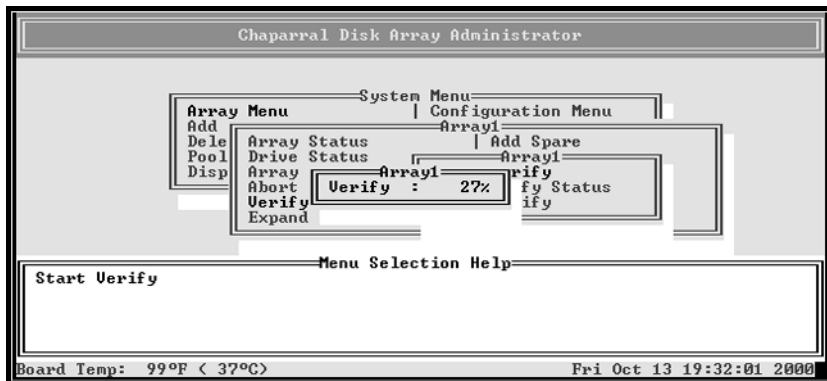 Chaparral Disk Array Administrator
System Menu
Array Menu | Configuration Menu
Add
Array1
Dele Array Status | Add Spare
Pool Drive Status Array1
Disp Array Array1 rify
Abort Verify : 27% fy Status
Verify ify
Expand
Menu Selection Help
Start Verify
Board Temp: 99°F ( 37°C) Fri Oct 13 19:32:01 2000